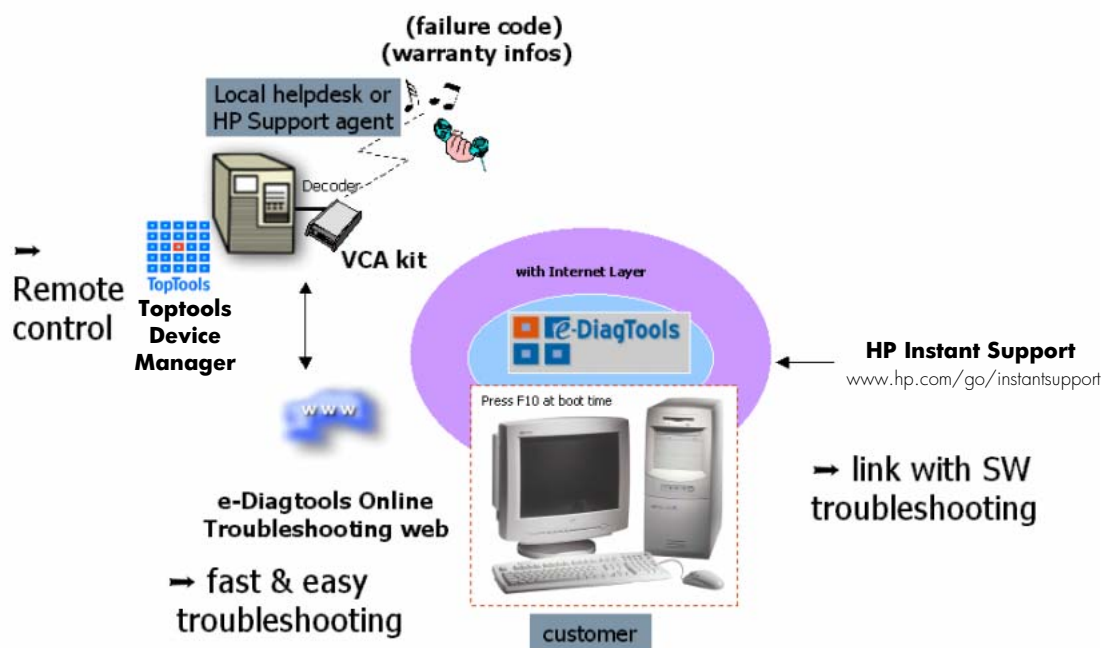 (failure code)
(warranty infos)
Local helpdesk or
HP Support agent
Decoder
VCA kit
➞
Remote
control
TopTools
Toptools
Device
Manager
with Internet Layer
e-DiagTools
HP Instant Support
www.hp.com/go/instantsupport
Press F10 at boot time
www
➞ link with SW
troubleshooting
e-Diagtools Online
Troubleshooting web
➞ fast & easy
troubleshooting
customer